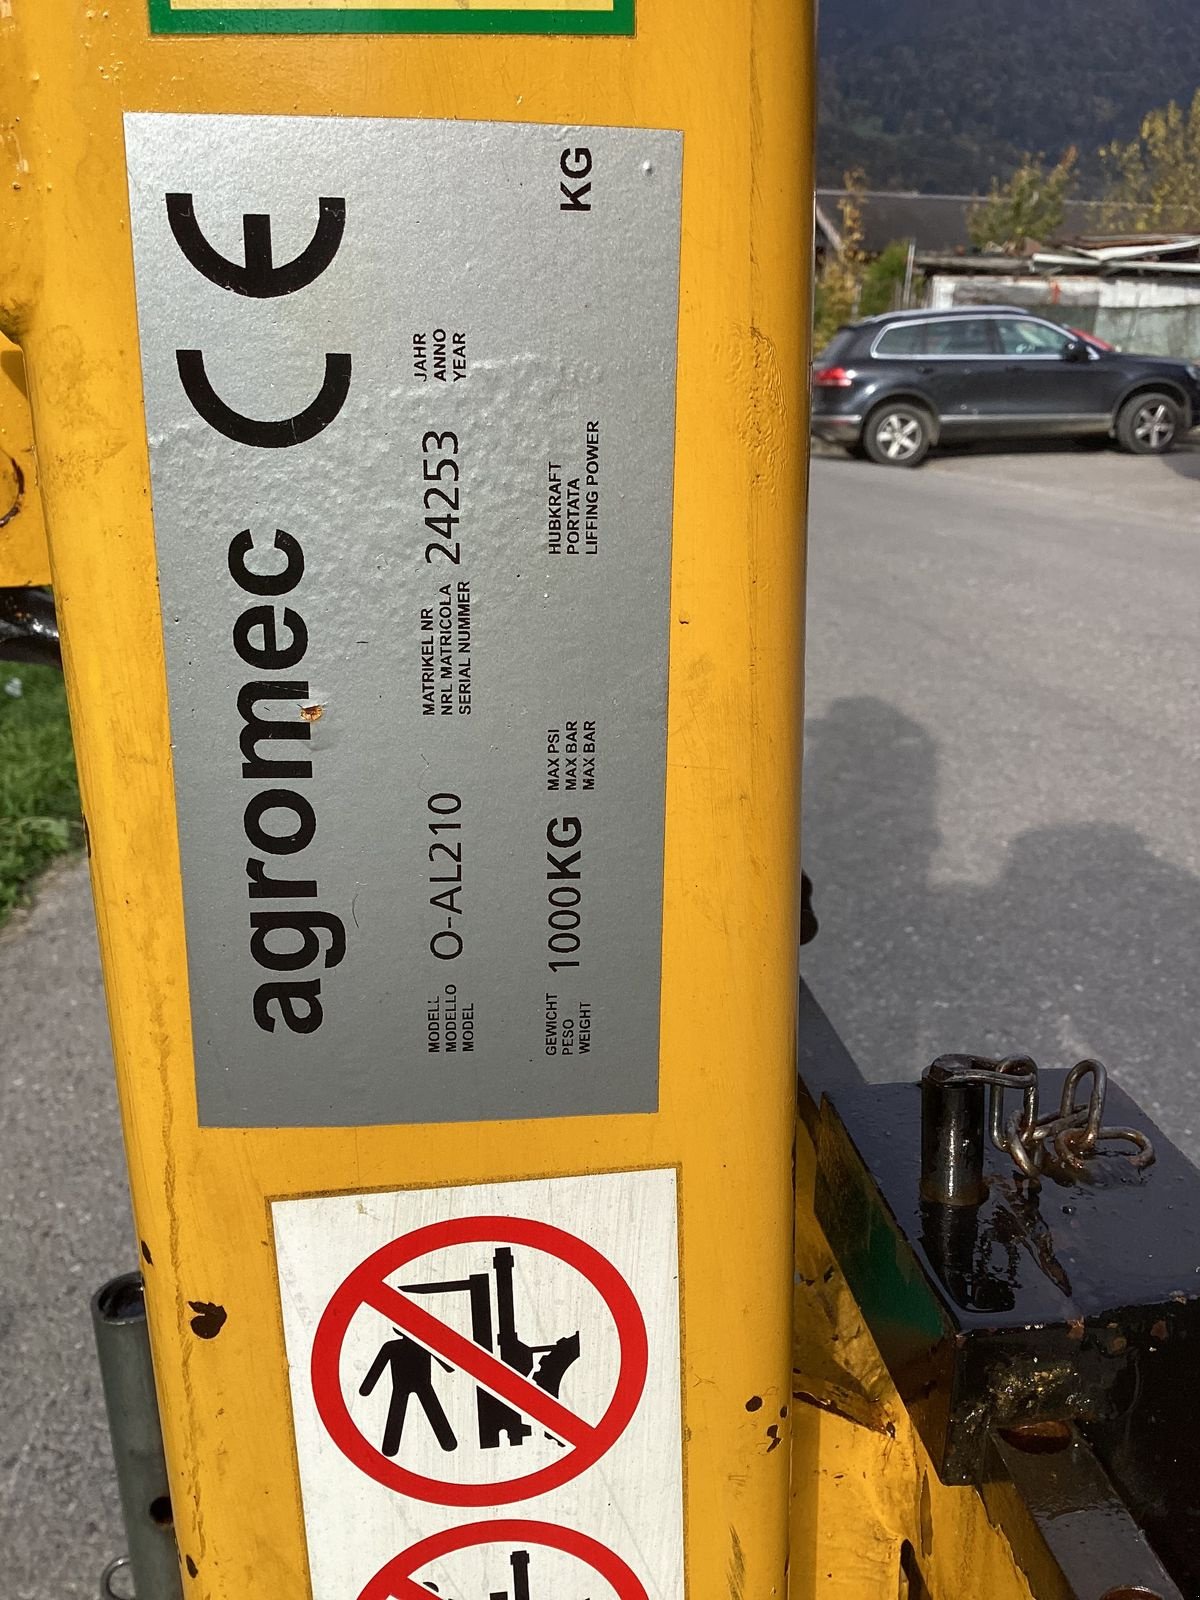 agromec CE
MODELL
MODELLO
MODEL
O-AL210
MATRIKEL NR
NRL MATRICOLA
SERIAL NUMMER
24253
JAHR
ANNO
YEAR
GEWICHT
PESO
WEIGHT
1000KG
MAX PSI
MAX BAR
MAX BAR
HUBKRAFT
PORTATA
LIFFING POWER
KG